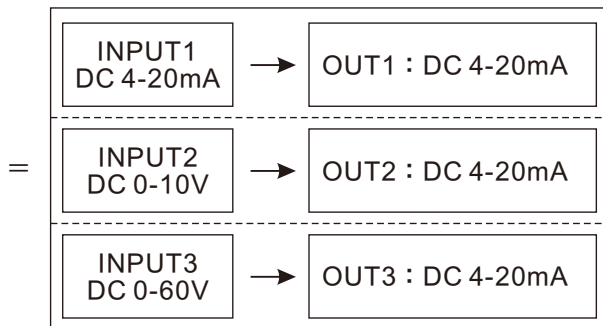 INPUT1
DC 4-20mA
OUT1：DC 4-20mA
=
INPUT2
DC 0-10V
OUT2：DC 4-20mA
INPUT3
DC 0-60V
OUT3：DC 4-20mA